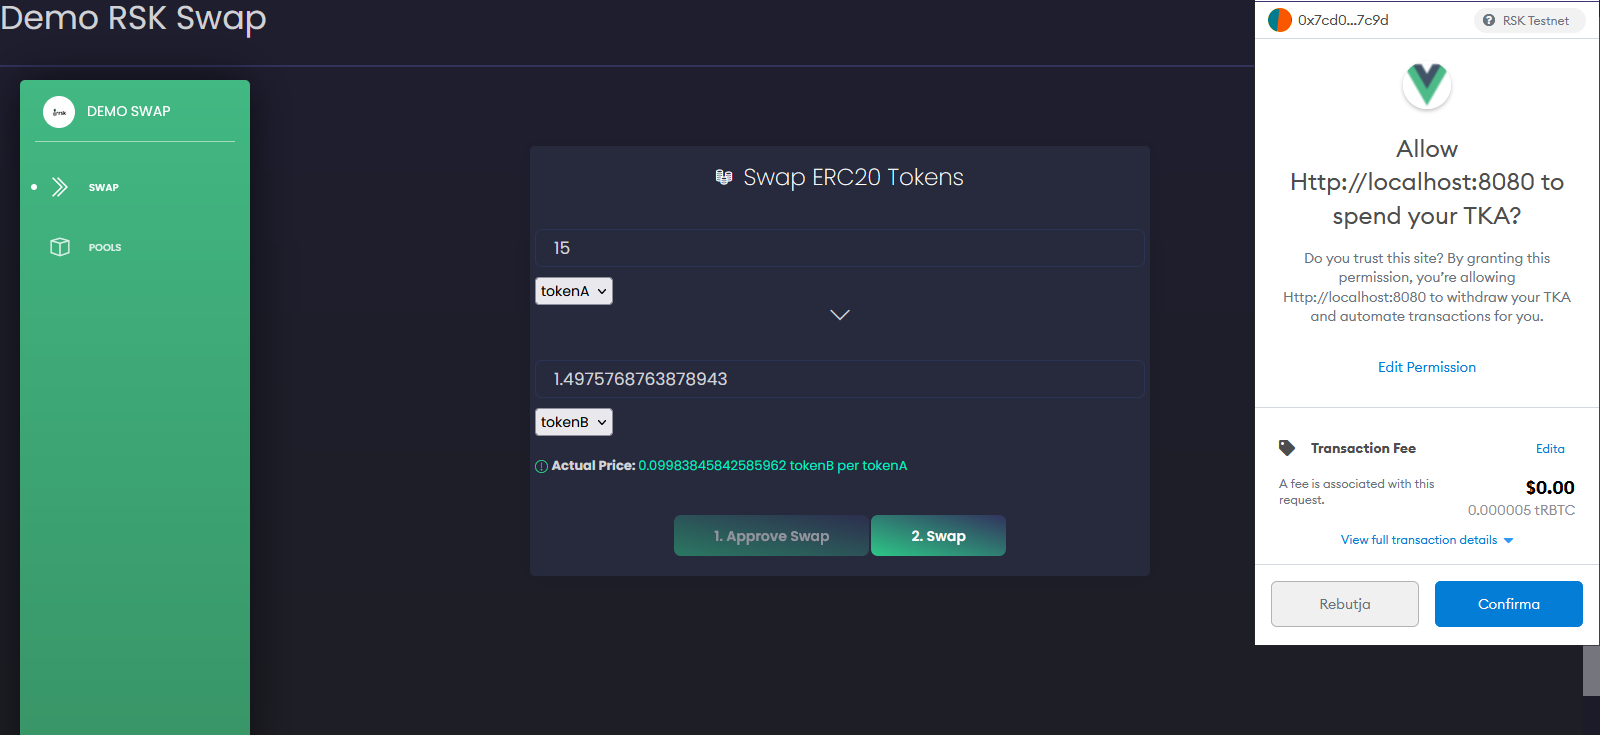 Demo RSK Swap
rsk
DEMO SWAP
SWAP
POOLS
Swap ERC20 Tokens
15
tokenA
1.4975768763878943
tokenB
Actual Price: 0.09983845842585962 tokenB per tokenA
1. Approve Swap
2. Swap
0x7cd0...7c9d
RSK Testnet
Allow
Http://localhost:8080 to
spend your TKA?
Do you trust this site? By granting this
permission, you’re allowing
Http://localhost:8080 to withdraw your TKA
and automate transactions for you.
Edit Permission
Transaction Fee
Edita
A fee is associated with this
request.
$0.00
0.000005 tRBTC
View full transaction details
Rebutja
Confirma